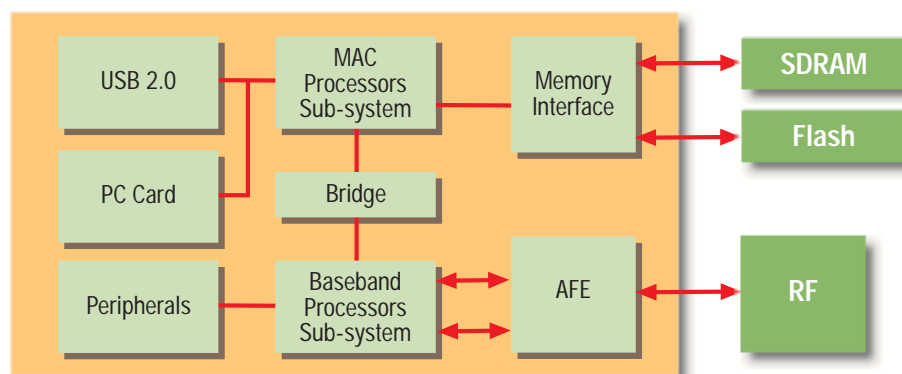 USB 2.0
MAC
Processors
Sub-system
Memory
Interface
SDRAM
Flash
PC Card
Bridge
Peripherals
Baseband
Processors
Sub-system
AFE
RF